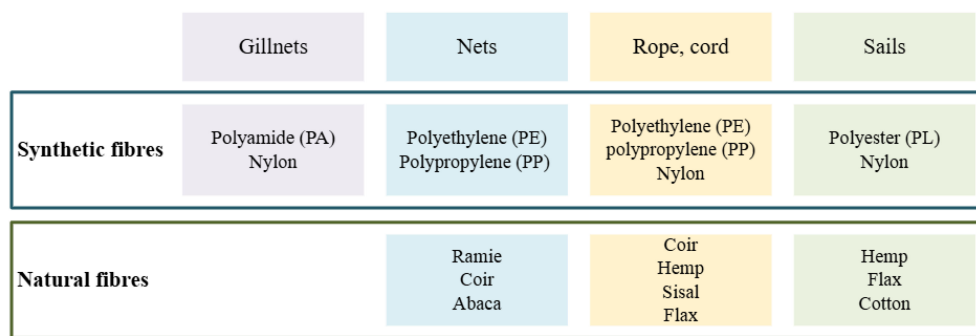 Gillnets
Nets
Rope, cord
Sails
Synthetic fibres
Polyamide (PA)
Nylon
Polyethylene (PE)
Polypropylene (PP)
Polyethylene (PE)
polypropylene (PP)
Nylon
Polyester (PL)
Nylon
Natural fibres
Ramie
Coir
Abaca
Coir
Hemp
Sisal
Flax
Hemp
Flax
Cotton